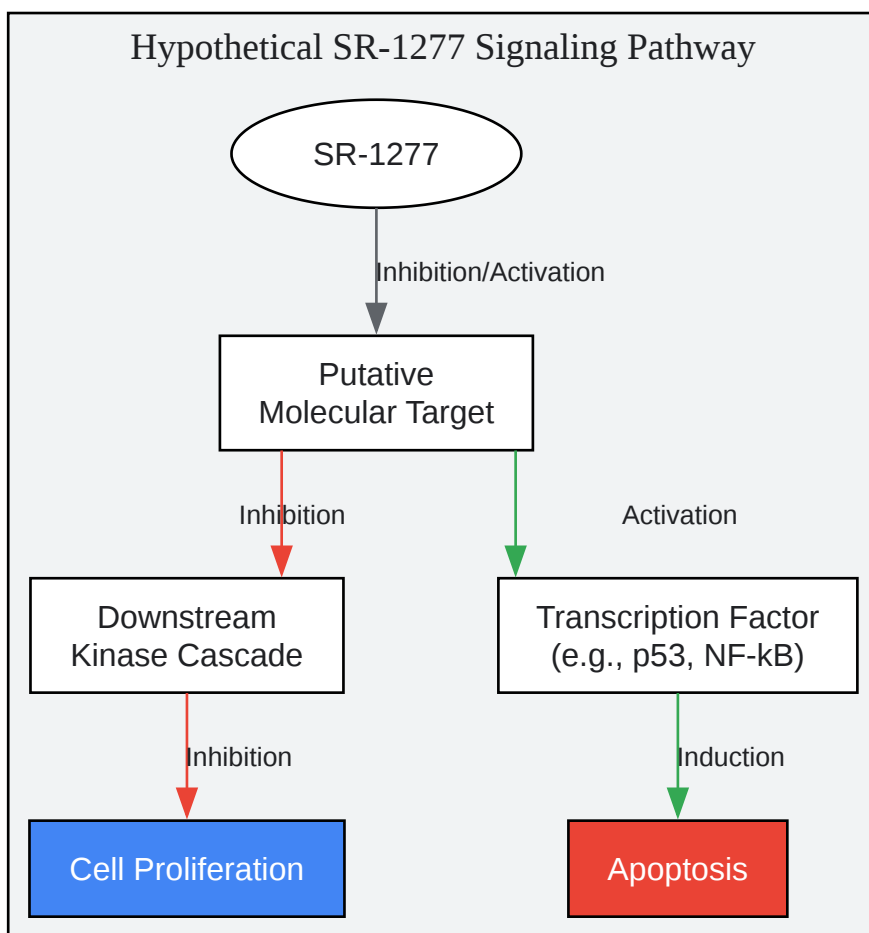 Hypothetical SR-1277 Signaling Pathway
SR-1277
Inhibition/Activation
Putative
Molecular Target
Inhibition
Activation
Downstream
Kinase Cascade
Transcription Factor
(e.g., p53, NF-kB)
Inhibition
Induction
Cell Proliferation
Apoptosis